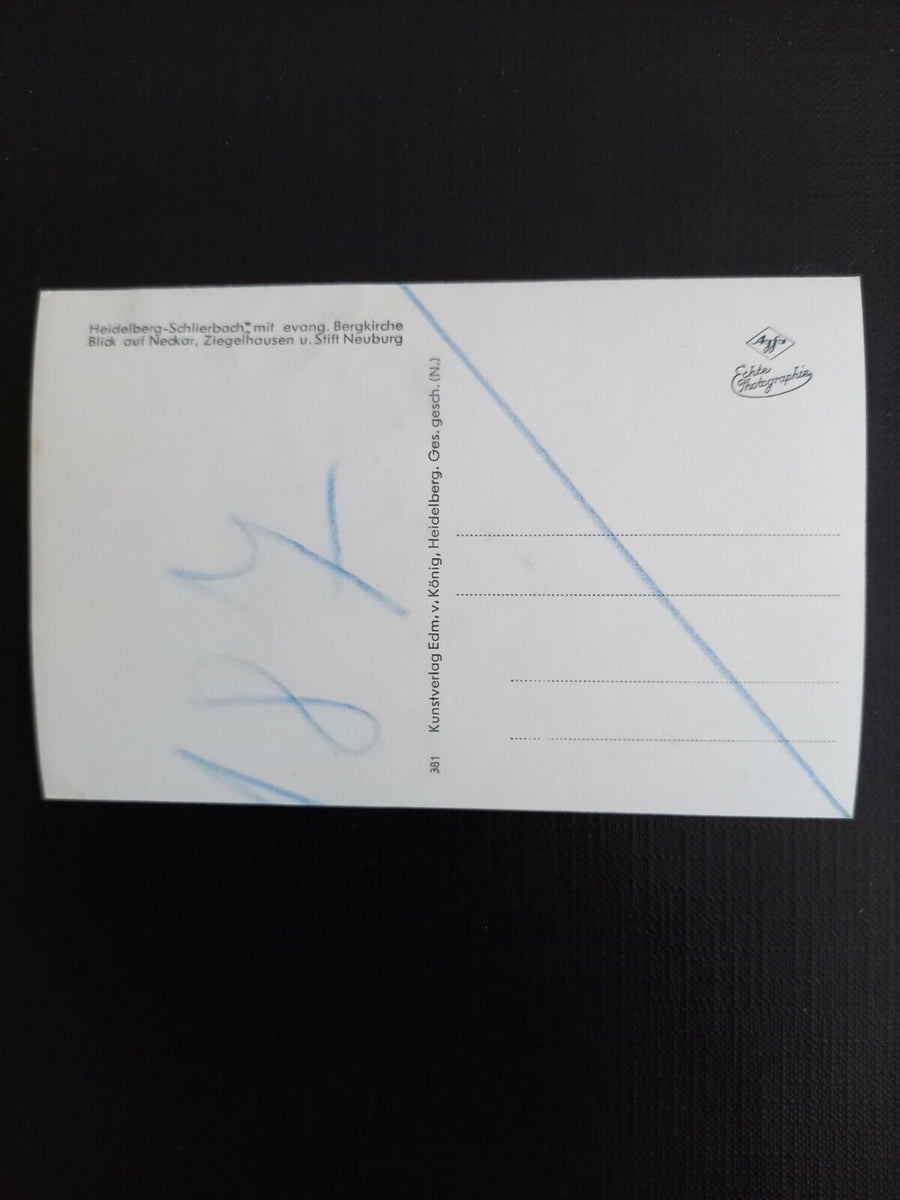 Heidelberg-Schlierbach mit evang. Bergkirche
Blick auf Neckar, Ziegelhausen u. Stift Neuburg
381 Kunstverlag Edm. v. König, Heidelberg. Ges. gesch. (N.)
Agfa
Echte
Photographie